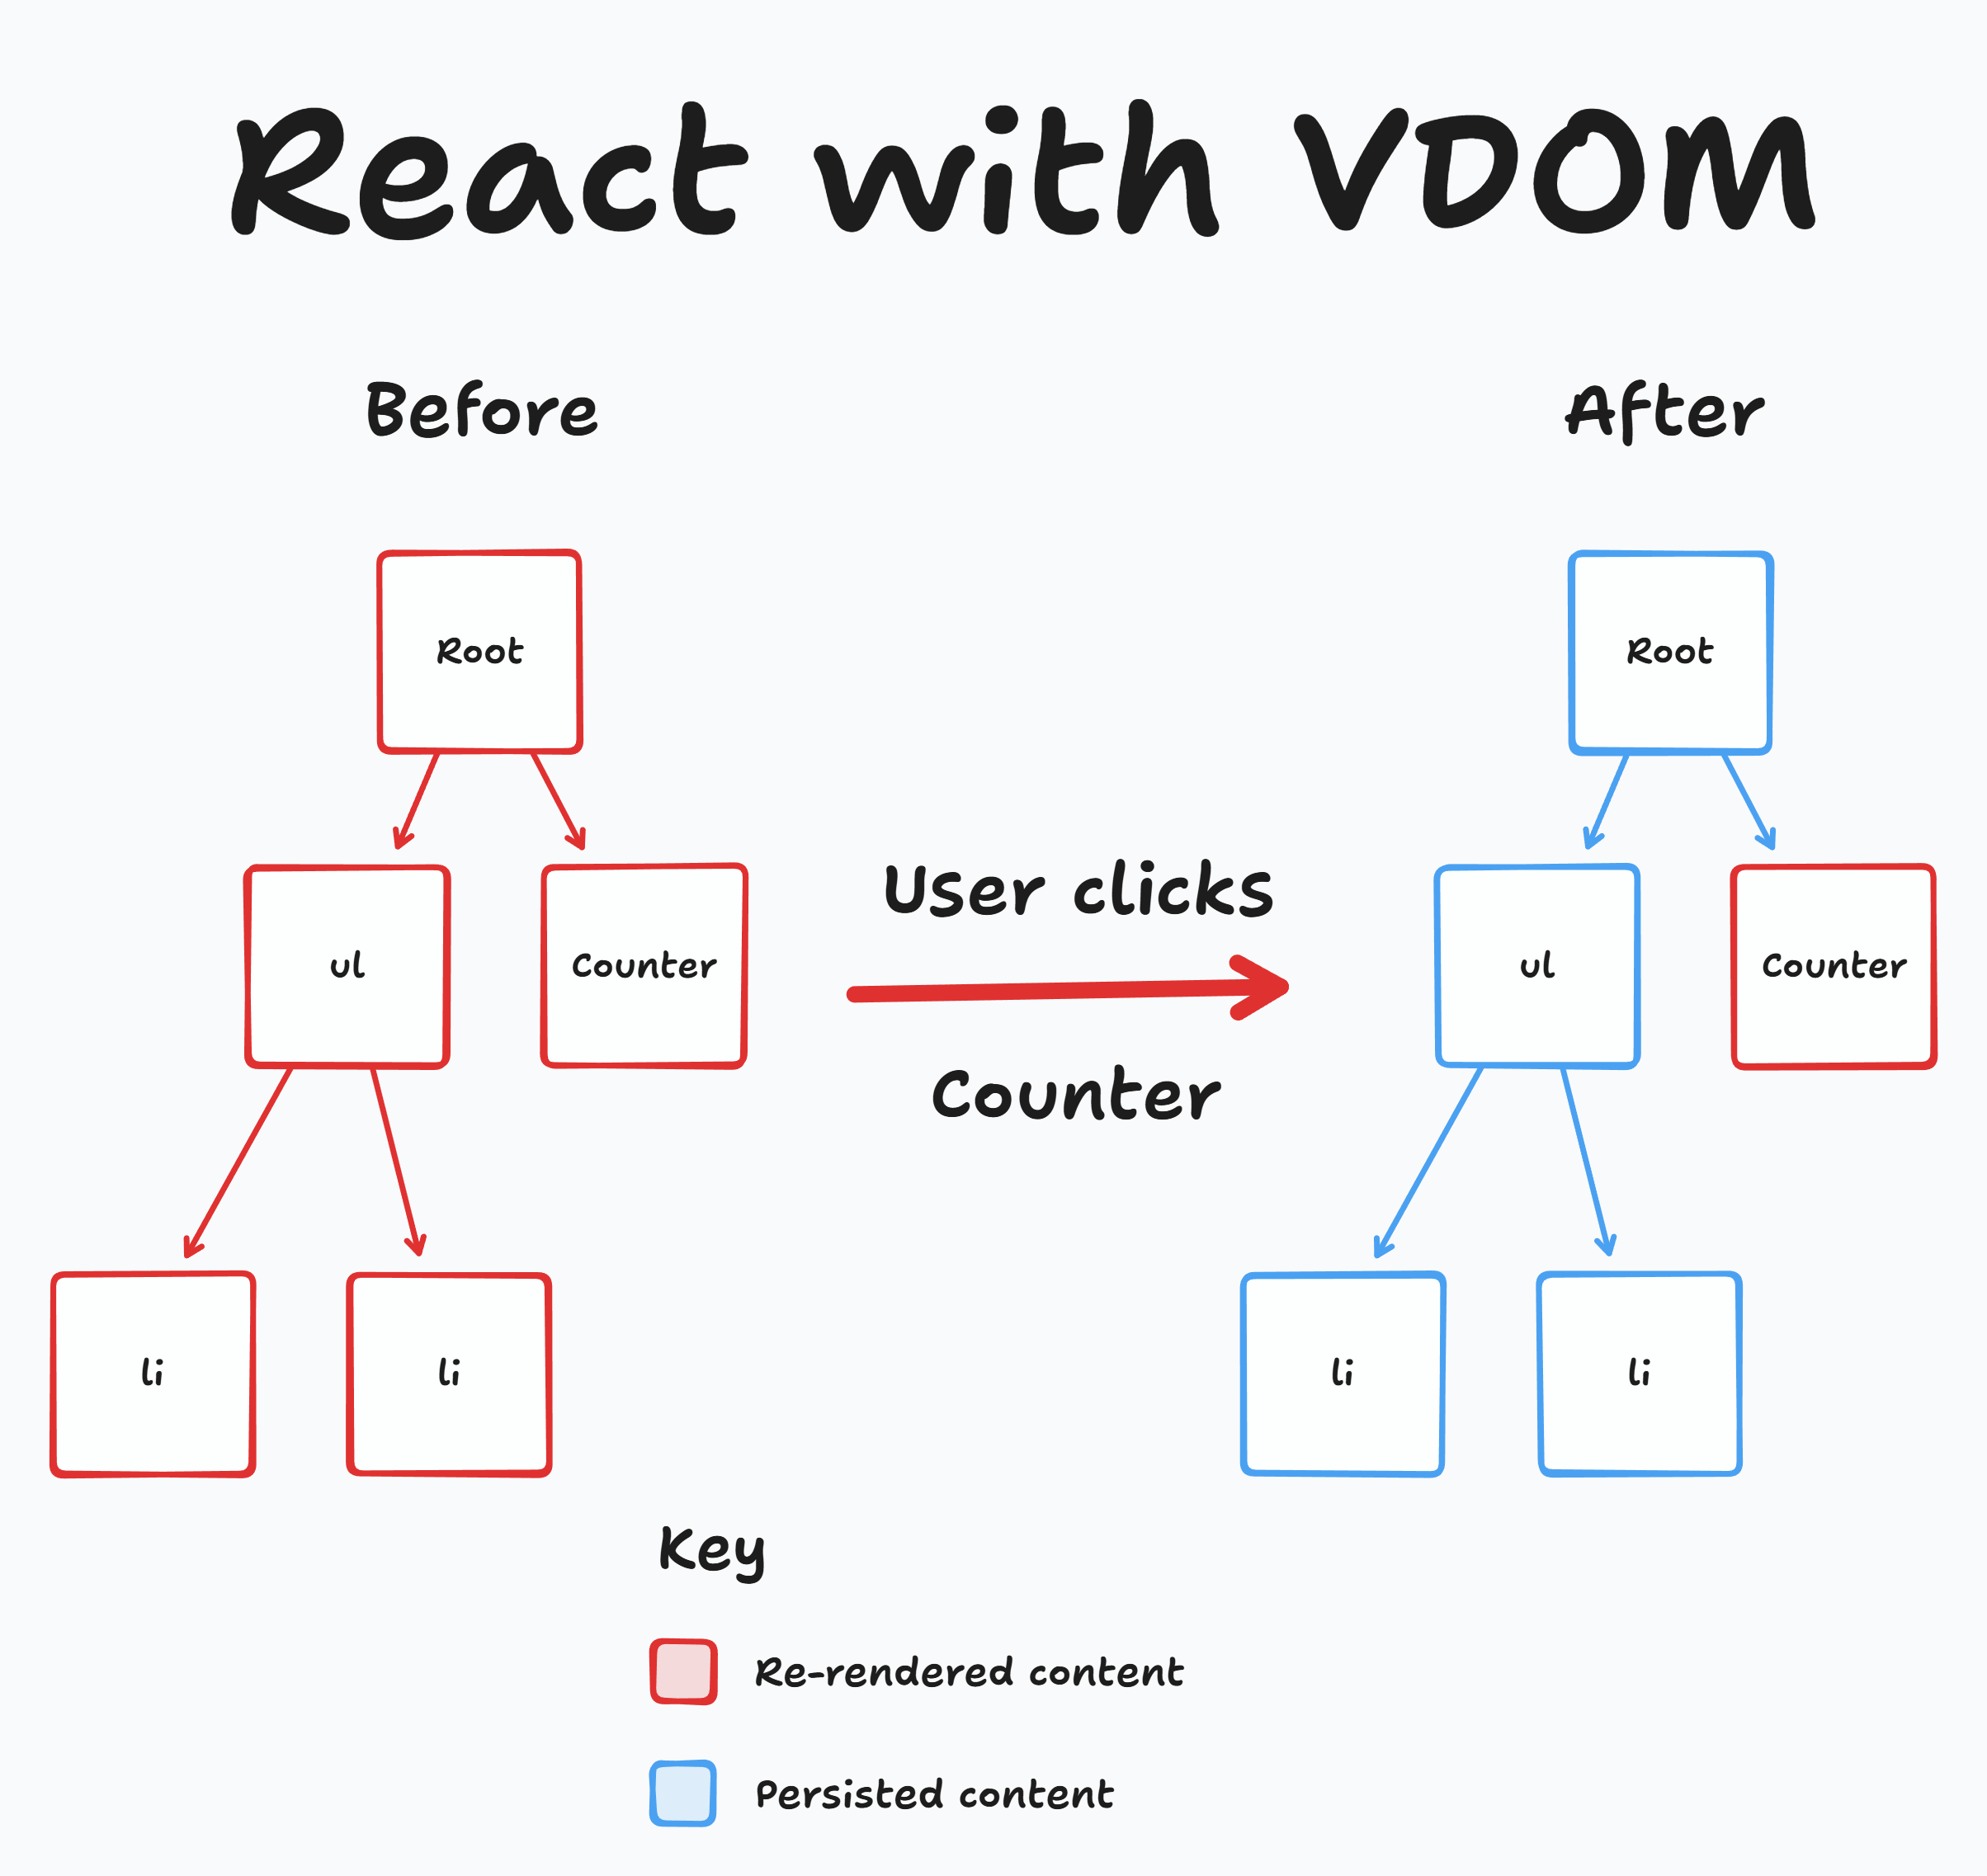 React with VDOM
Before
After
Root
Root
ul
Counter
User clicks
Counter
ul
Counter
li
li
li
li
Key
Re-rendered content
Persisted content